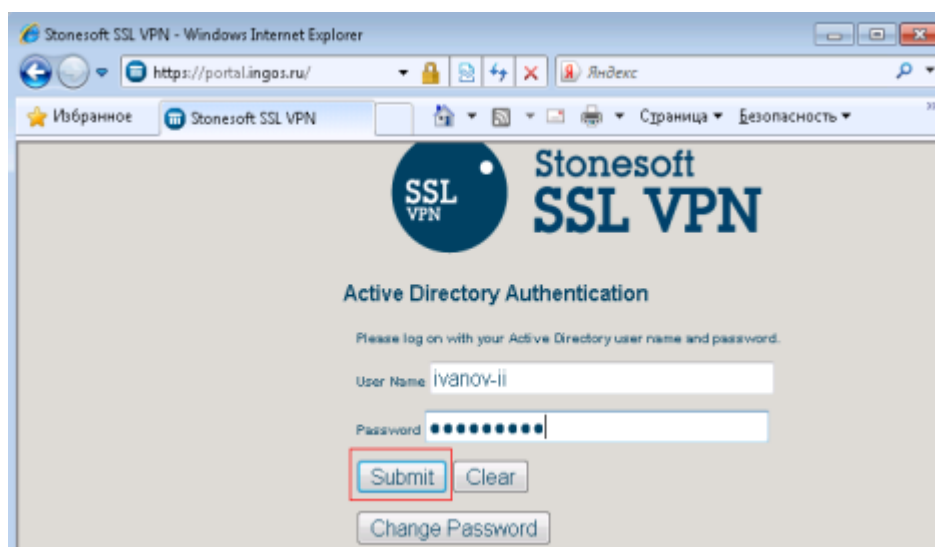 Stonesoft SSL VPN - Windows Internet Explorer
https://portal.ingos.ru/
Яндекс
Избранное
Stonesoft SSL VPN
Страница
Безопасность
SSL
VPN
Stonesoft
SSL VPN
Active Directory Authentication
Please log on with your Active Directory user name and password.
User Name ivanov-ii
Password
Submit Clear
Change Password